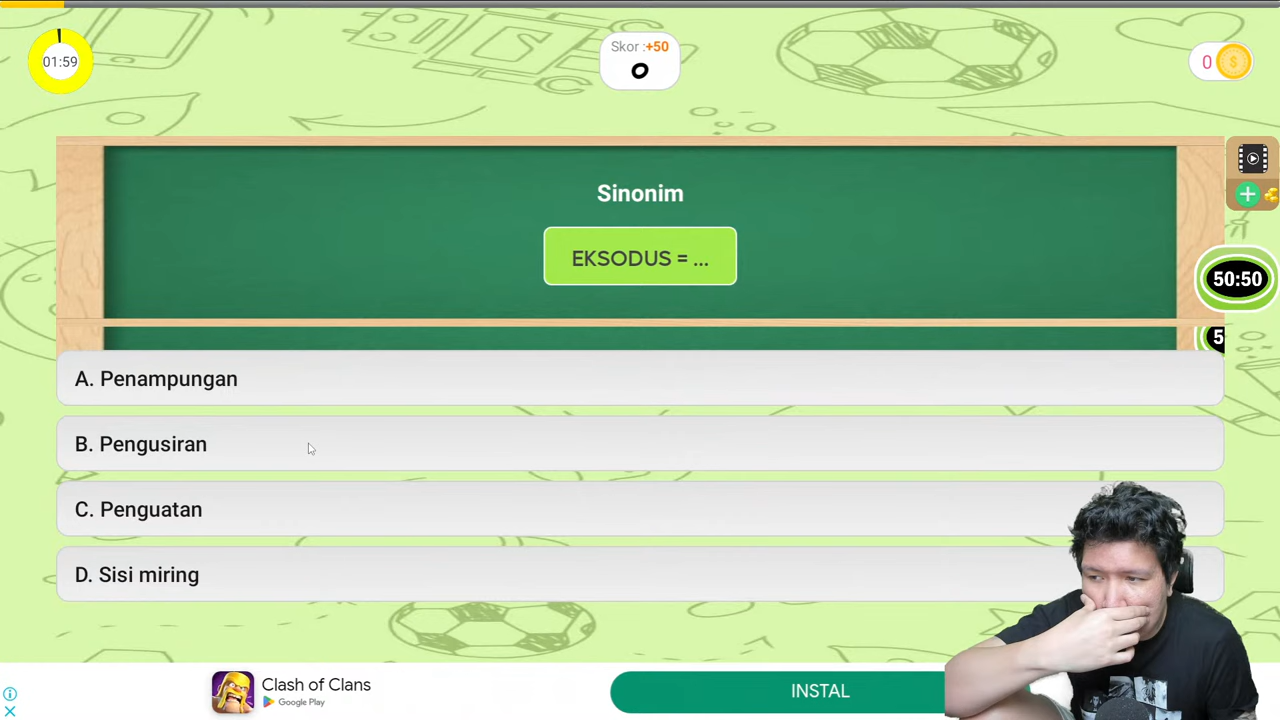 01:59
Skor :+50
0
0
Sinonim
EKSODUS = ...
50:50
5
A. Penampungan
B. Pengusiran
C. Penguatan
D. Sisi miring
Clash of Clans
Google Play
INSTAL